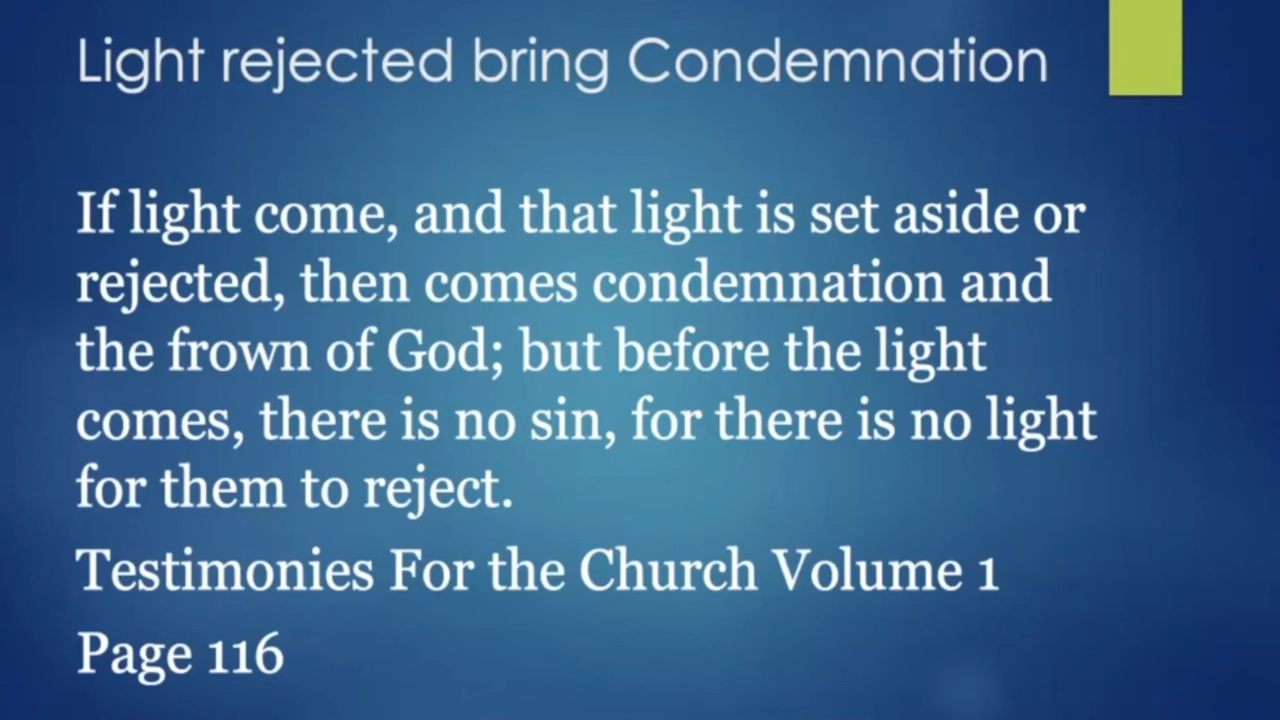 Light rejected bring Condemnation
If light come, and that light is set aside or
rejected, then comes condemnation and
the frown of God; but before the light
comes, there is no sin, for there is no light
for them to reject.
Testimonies For the Church Volume 1
Page 116